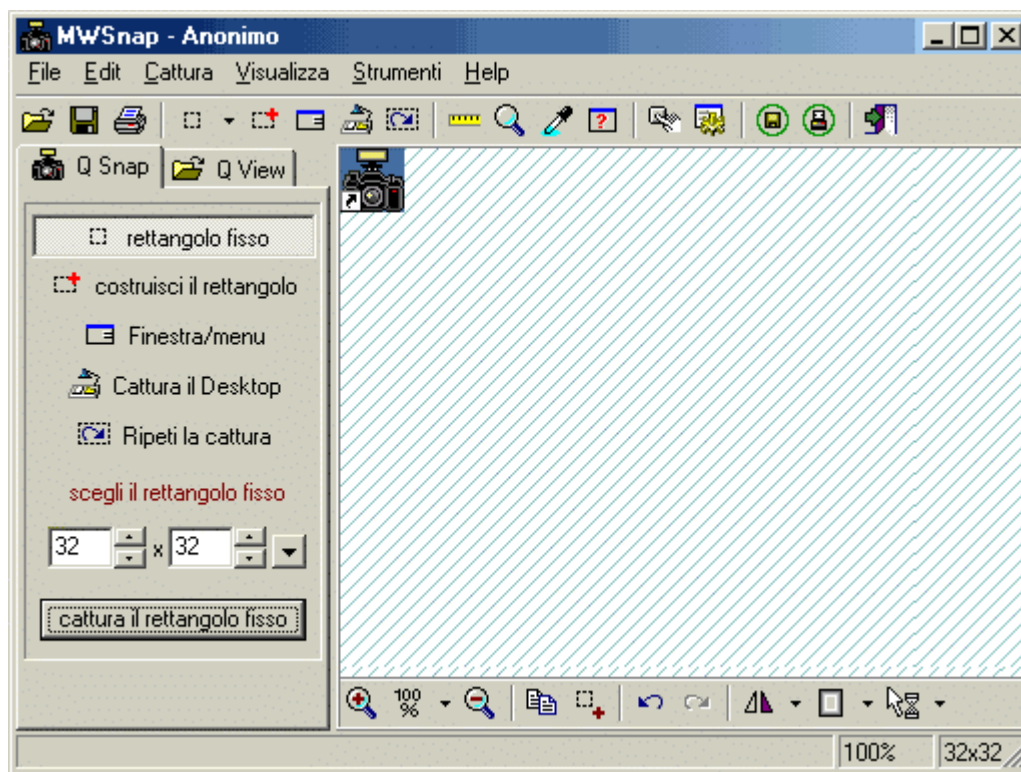 MWSnap - Anonimo
File Edit Cattura Visualizza Strumenti Help
Q Snap Q View
rettangolo fisso
costruisci il rettangolo
Finestra/menu
Cattura il Desktop
Ripeti la cattura
scegli il rettangolo fisso
32 x 32
cattura il rettangolo fisso
100 %
100% 32x32